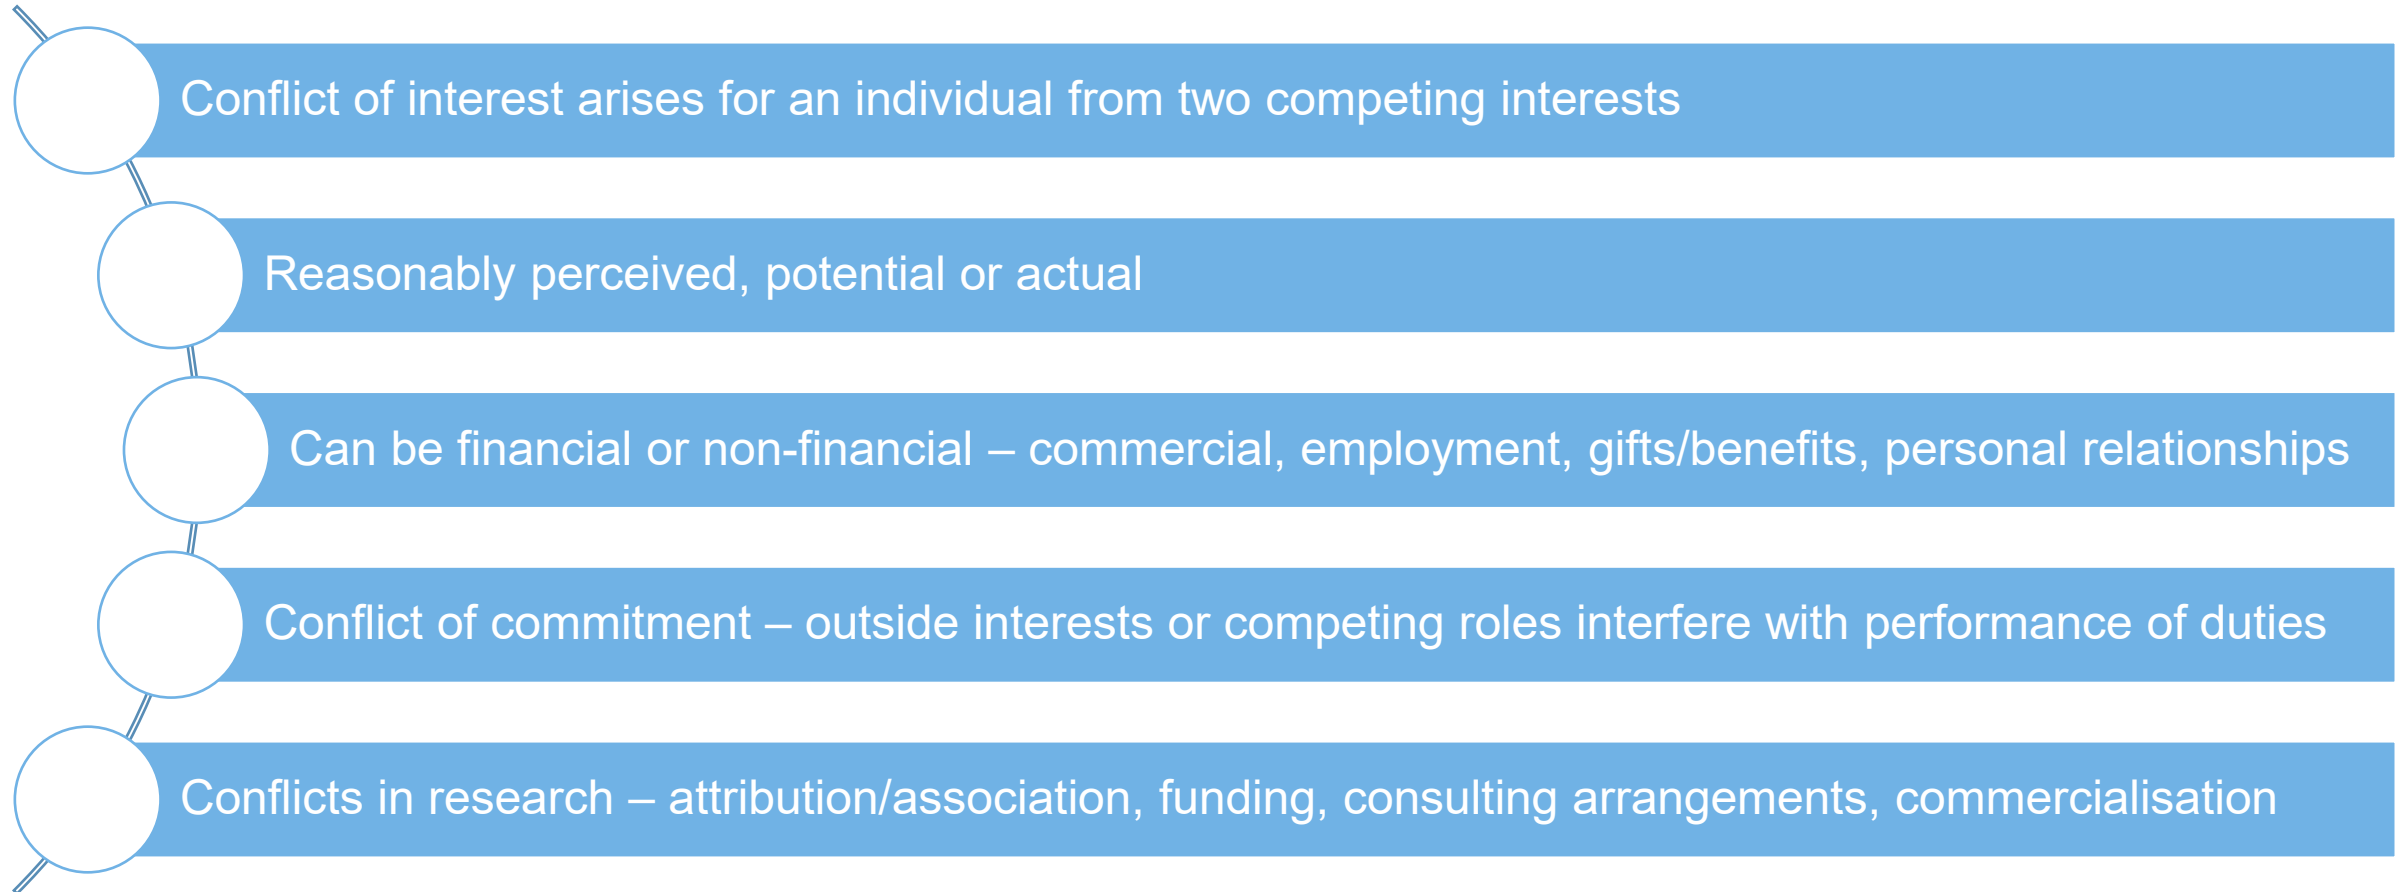 Conflict of interest arises for an individual from two competing interests
Reasonably perceived, potential or actual
Can be financial or non-financial – commercial, employment, gifts/benefits, personal relationships
Conflict of commitment – outside interests or competing roles interfere with performance of duties
Conflicts in research – attribution/association, funding, consulting arrangements, commercialisation